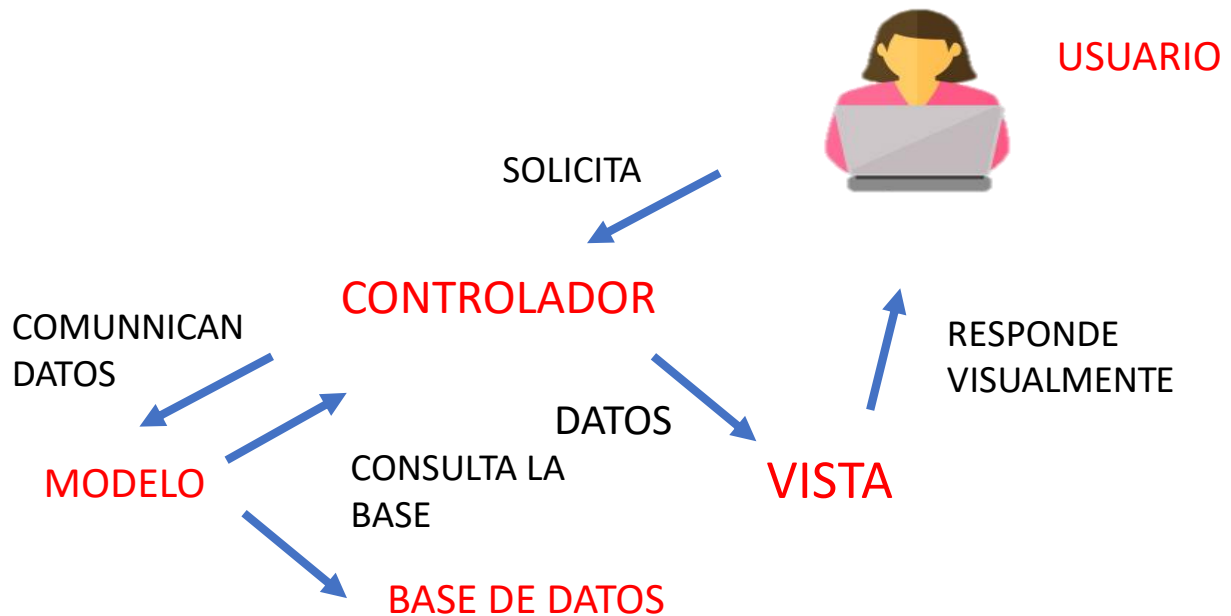 USUARIO
SOLICITA
CONTROLADOR
COMUNNICAN
DATOS
RESPONDE
VISUALMENTE
DATOS
MODELO
CONSULTA LA
BASE
VISTA
BASE DE DATOS